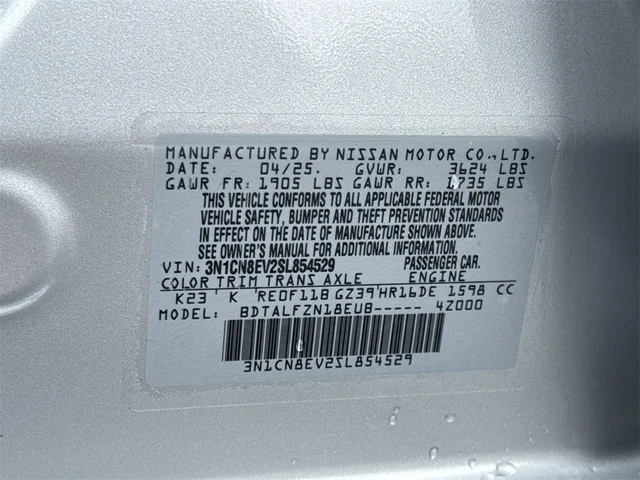 MANUFACTURED BY NISSAN MOTOR CO.,LTD.
DATE: 04/25. GVWR: 3624 LBS
GAWR FR: 1905 LBS GAWR RR: 1735 LBS
THIS VEHICLE CONFORMS TO ALL APPLICABLE FEDERAL MOTOR
VEHICLE SAFETY, BUMPER AND THEFT PREVENTION STANDARDS
IN EFFECT ON THE DATE OF MANUFACTURE SHOWN ABOVE.
SEE OWNER'S MANUAL FOR ADDITIONAL INFORMATION.
VIN: 3N1CN8EV2SL854529 PASSENGER CAR.
COLOR TRIM TRANS AXLE ENGINE
K23 K RE0F11B GZ39 HR16DE 1598 CC
MODEL: BDTALFZN18EUB----- 4Z000
3N1CN8EV2SL854529